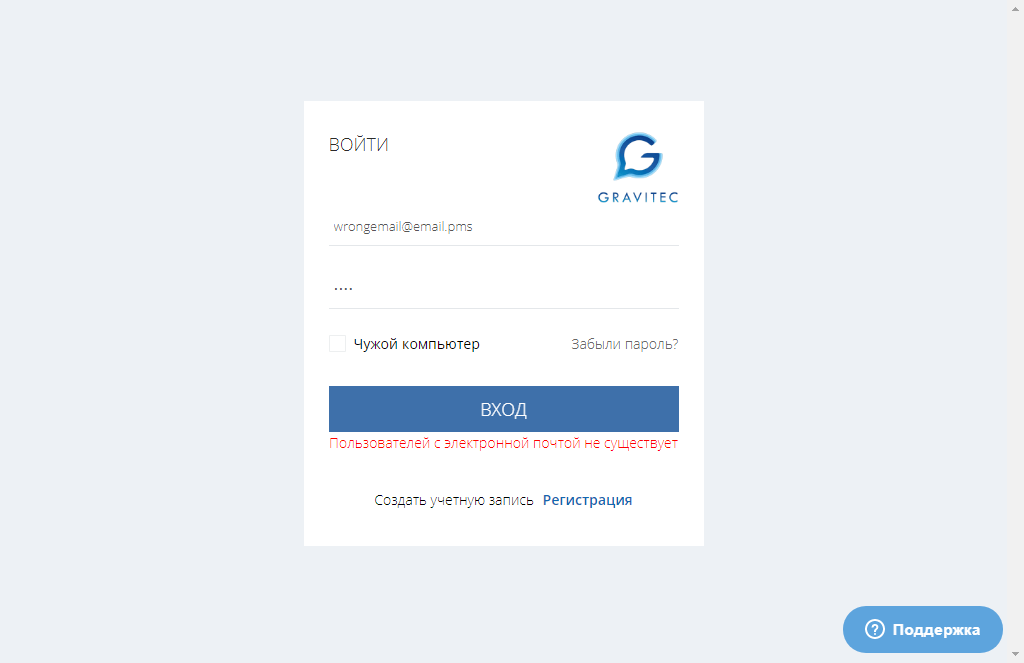 ВОЙТИ
GRAVITEC
wrongemail@email.pms
....
Чужой компьютер
Забыли пароль?
ВХОД
Пользователей с электронной почтой не существует
Создать учетную запись Регистрация
Поддержка